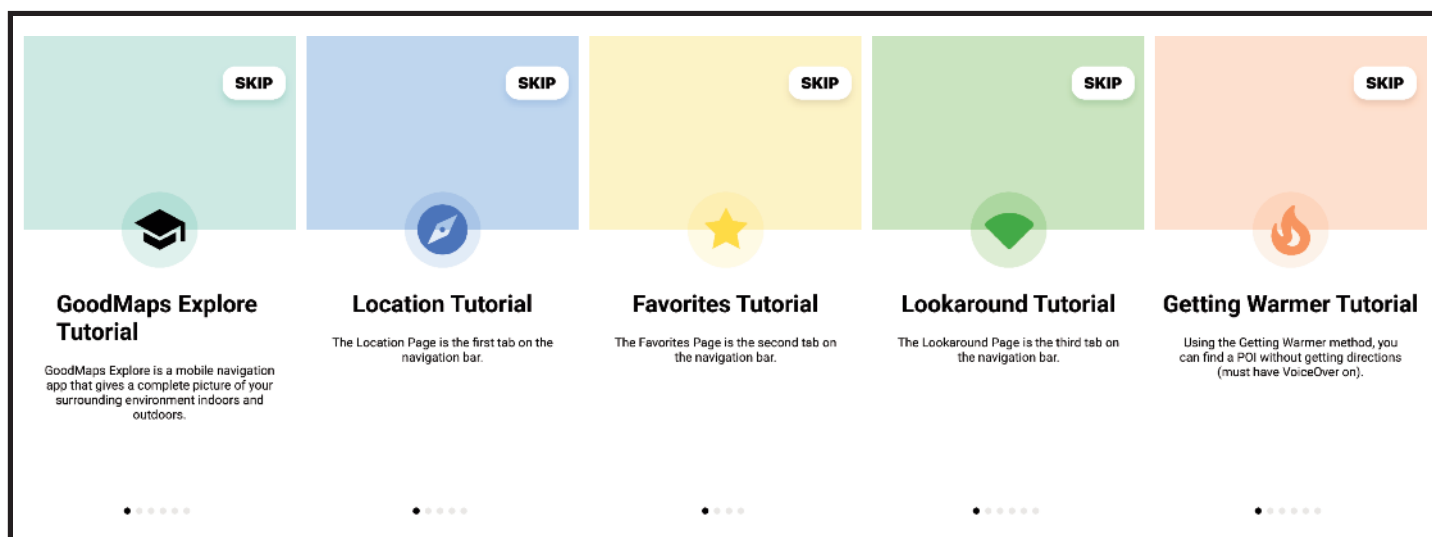 SKIP
GoodMaps Explore
Tutorial
GoodMaps Explore is a mobile navigation
app that gives a complete picture of your
surrounding environment indoors and
outdoors.
SKIP
Location Tutorial
The Location Page is the first tab on the
navigation bar.
SKIP
Favorites Tutorial
The Favorites Page is the second tab on
the navigation bar.
SKIP
Lookaround Tutorial
The Lookaround Page is the third tab on
the navigation bar.
SKIP
Getting Warmer Tutorial
Using the Getting Warmer method, you
can find a POI without getting directions
(must have VoiceOver on).